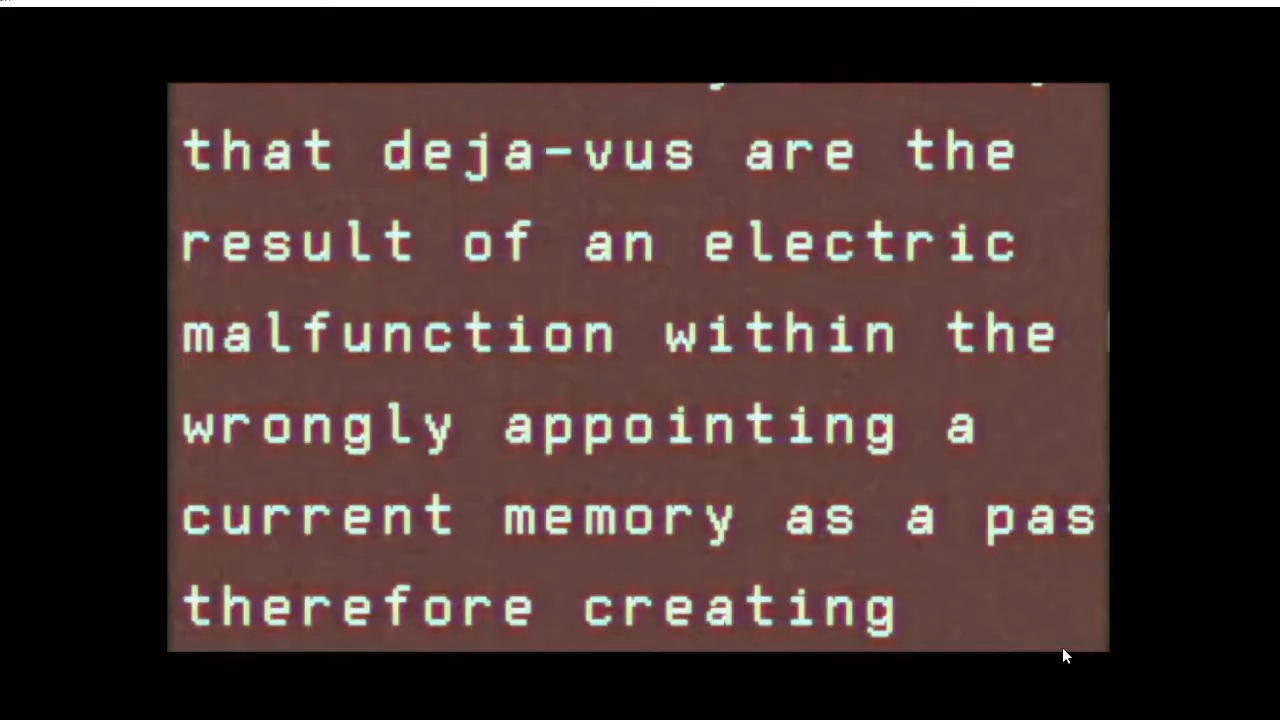 that deja-vus are the
result of an electric
malfunction within the
wrongly appointing a
current memory as a pas
therefore creating